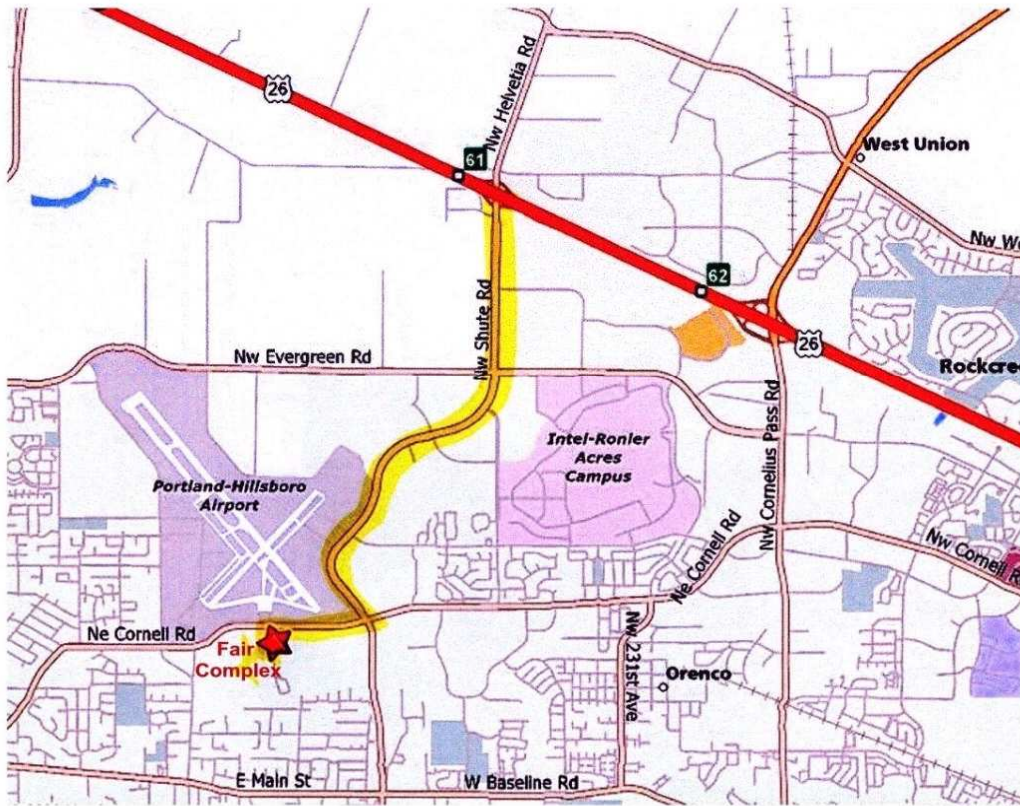 26
Nw Helvetia Rd
61
West Union
Nw We
62
Nw Shute Rd
26
Nw Evergreen Rd
Rockcree
Nw Cornelius Pass Rd
Intel-Ronler
Acres
Campus
Portland-Hillsboro
Airport
Ne Cornell Rd
Nw Cornell R
Ne Cornell Rd
Fair
Complex
Nw 231st Ave
Orenco
E Main St
W Baseline Rd